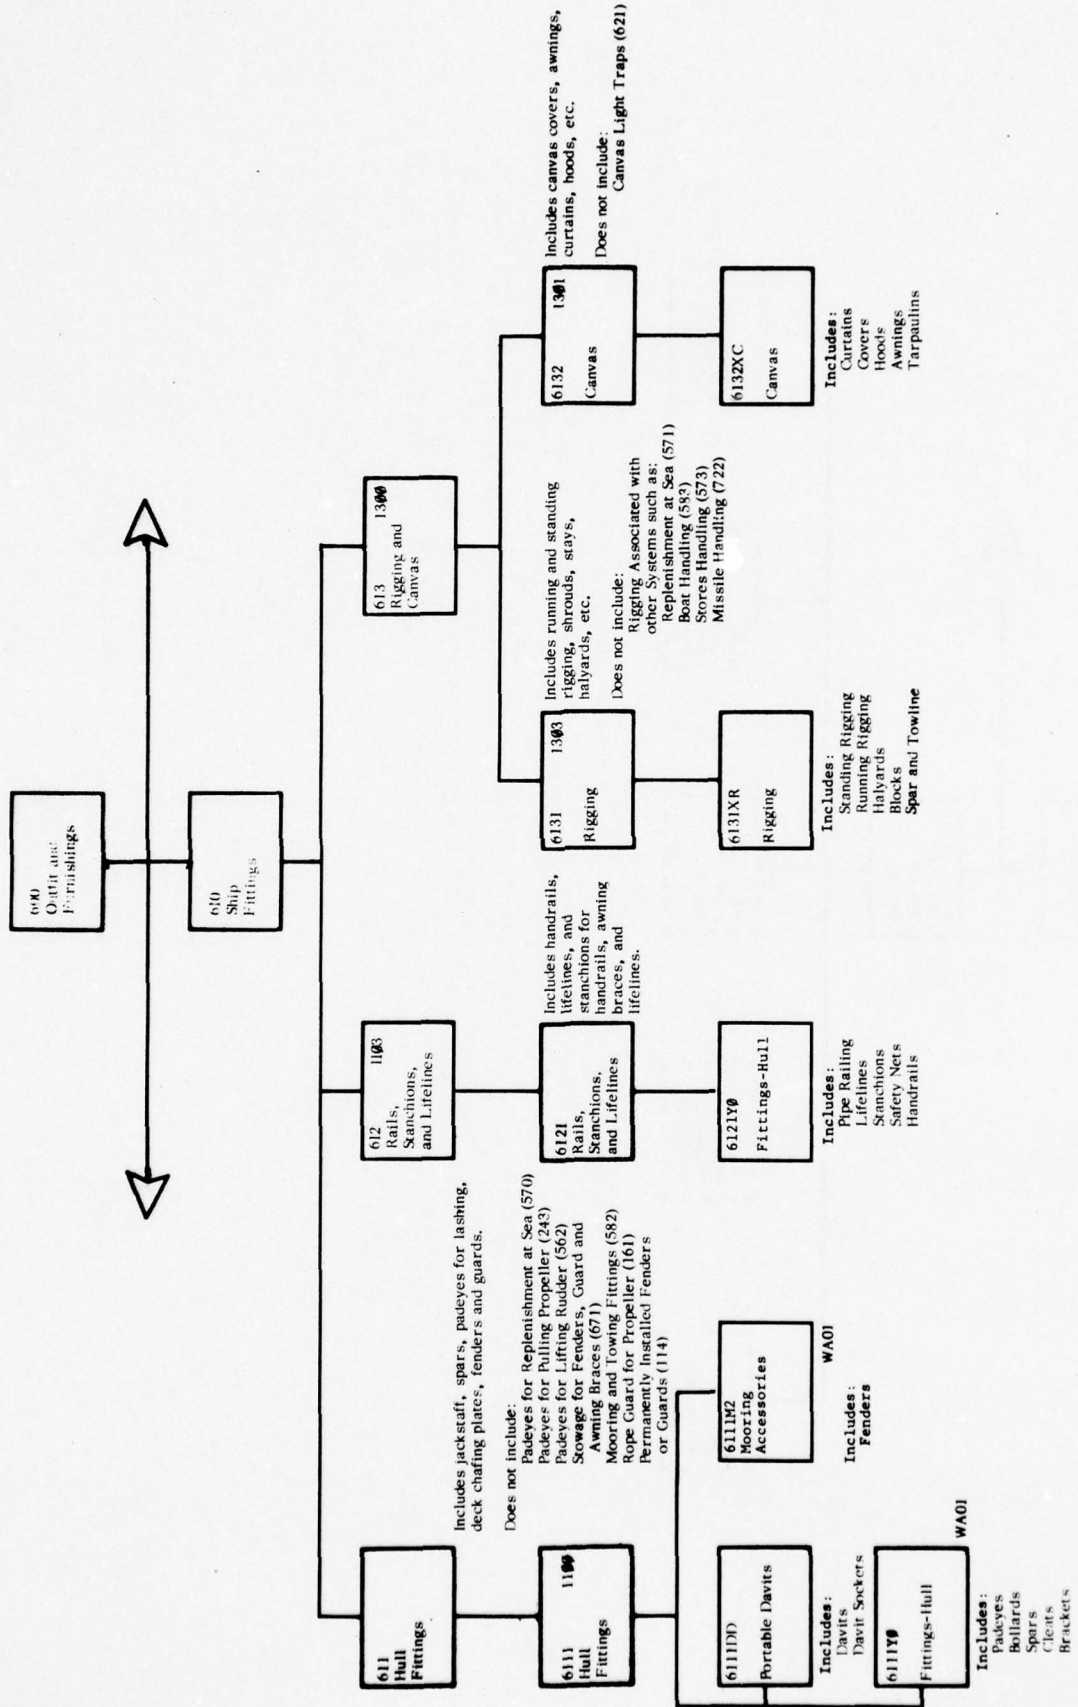 600
Outfit and
Furnishings
610
Ship
Fittings
611
Hull
Fittings
Includes jackstaff, spars, padeyes for lashing,
deck chafing plates, fenders and guards.
Does not include:
Padeyes for Replenishment at Sea (570)
Padeyes for Pulling Propeller (243)
Padeyes for Lifting Rudder (562)
Stowage for Fenders, Guard and
Awning Braces (671)
Mooring and Towing Fittings (582)
Rope Guard for Propeller (161)
Permanently Installed Fenders
or Guards (114)
6111 11ØØ
Hull
Fittings
6111DD
Portable Davits
Includes:
Davits
Davit Sockets
6111YØ
Fittings-Hull
WA01
Includes:
Padeyes
Bollards
Spars
Cleats
Brackets
6111M2
Mooring
Accessories
WA01
Includes:
Fenders
612 11Ø3
Rails,
Stanchions,
and Lifelines
6121
Rails,
Stanchions,
and Lifelines
Includes handrails,
lifelines, and
stanchions for
handrails, awning
braces, and
lifelines.
6121YØ
Fittings-Hull
Includes:
Pipe Railing
Lifelines
Stanchions
Safety Nets
Handrails
613 13ØØ
Rigging and
Canvas
6131 13Ø3
Rigging
Includes running and standing
rigging, shrouds, stays,
halyards, etc.
Does not include:
Rigging Associated with
other Systems such as:
Replenishment at Sea (571)
Boat Handling (583)
Stores Handling (573)
Missile Handling (722)
6131XR
Rigging
Includes:
Standing Rigging
Running Rigging
Halyards
Blocks
Spar and Towline
6132 13Ø1
Canvas
Includes canvas covers, awnings,
curtains, hoods, etc.
Does not include:
Canvas Light Traps (621)
6132XC
Canvas
Includes:
Curtains
Covers
Hoods
Awnings
Tarpaulins